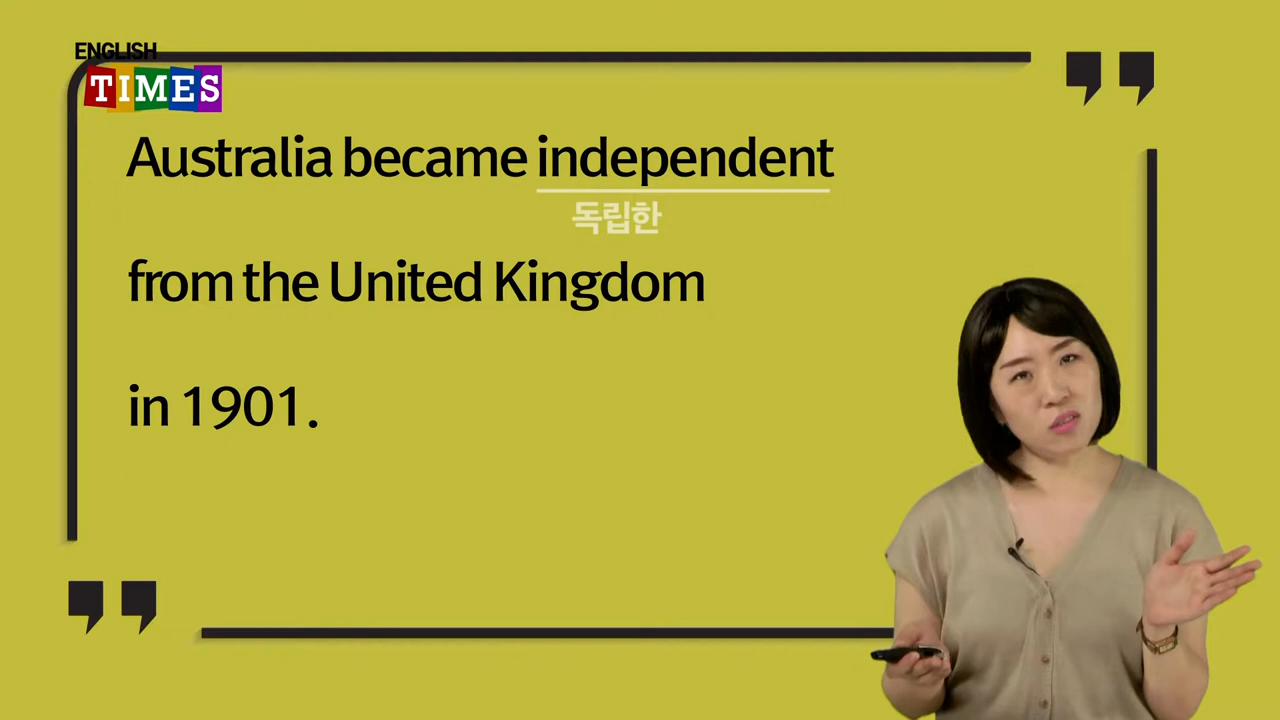 ENGLISH
TIMES
Australia became independent
독립한
from the United Kingdom
in 1901.